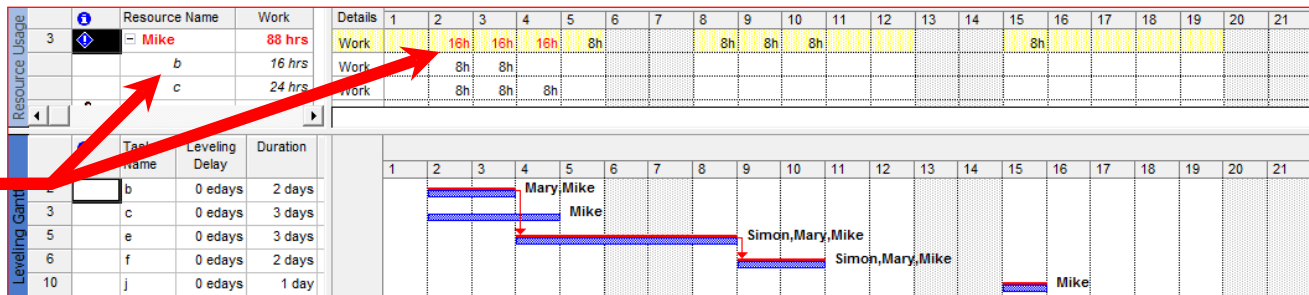 Resource Usage
Resource Name Work Details 1 2 3 4 5 6 7 8 9 10 11 12 13 14 15 16 17 18 19 20 21
3 Mike 88 hrs Work 16h 16h 16h 8h 8h 8h 8h 8h
b 16 hrs Work 8h 8h
c 24 hrs Work 8h 8h 8h
Leveling Gantt
Name Leveling Delay Duration 1 2 3 4 5 6 7 8 9 10 11 12 13 14 15 16 17 18 19 20 21
b 0 edays 2 days Mary,Mike
3 c 0 edays 3 days Mike
5 e 0 edays 3 days Simon,Mary,Mike
6 f 0 edays 2 days Simon,Mary,Mike
10 j 0 edays 1 day Mike